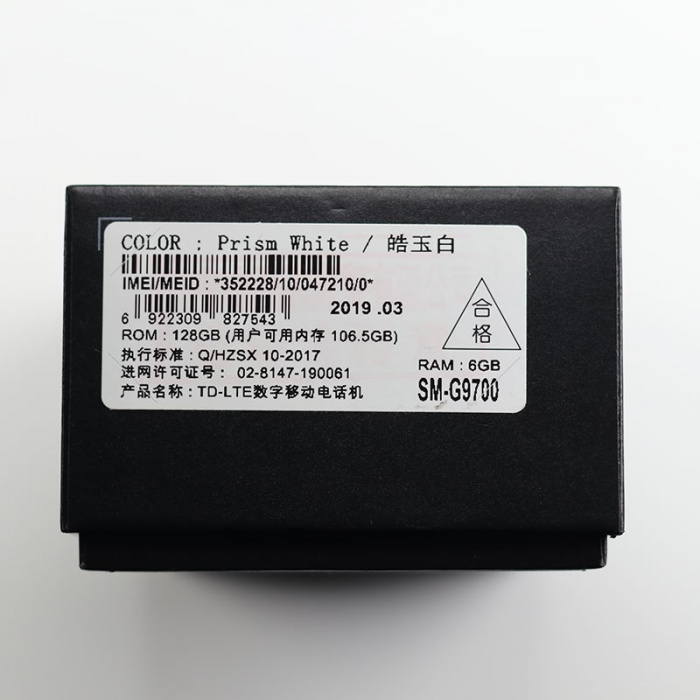 COLOR : Prism White / 皓玉白
IMEI/MEID : *352228/10/047210/0*
6 922309 827543
2019 .03
合
格
ROM : 128GB (用户可用内存 106.5GB)
执行标准 : Q/HZSX 10-2017
进网许可证号 : 02-8147-190061
RAM : 6GB
产品名称 : TD-LTE数字移动电话机
SM-G9700